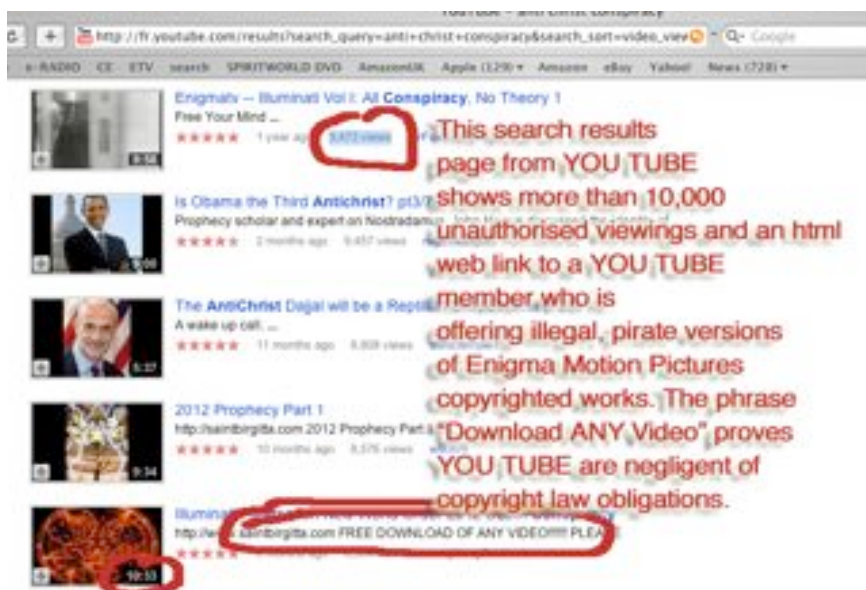 YouTube - anti christ conspiracy
http://fr.youtube.com/results?search_query=anti+christ+conspiracy&search_sort=video_view
Google
e-RADIO CE ETV search SPIRITWORLD DVD AmazonUK Apple (129) Amazon eBay Yahoo! News (728)
Enigmatv -- Illuminati Vol I: All Conspiracy, No Theory 1
Free Your Mind ...
1 year ago views
9:58
Is Obama the Third Antichrist? pt3/7
Prophecy scholar and expert on Nostradamus
2 months ago 9,457 views
The AntiChrist Dajjal will be a
A wake up call. ...
11 months ago views
2012 Prophecy Part 1
http://saintbirgitta.com 2012 Prophecy Part
10 months ago views
9:34
http:// saintbirgitta.com FREE DOWNLOAD OF ANY VIDEO!!!!!!
10:53
This search results
page from YOU TUBE
shows more than 10,000
unauthorised viewings and an html
web link to a YOU TUBE
member who is
offering illegal, pirate versions
of Enigma Motion Pictures
copyrighted works. The phrase
"Download ANY Video" proves
YOU TUBE are negligent of
copyright law obligations.